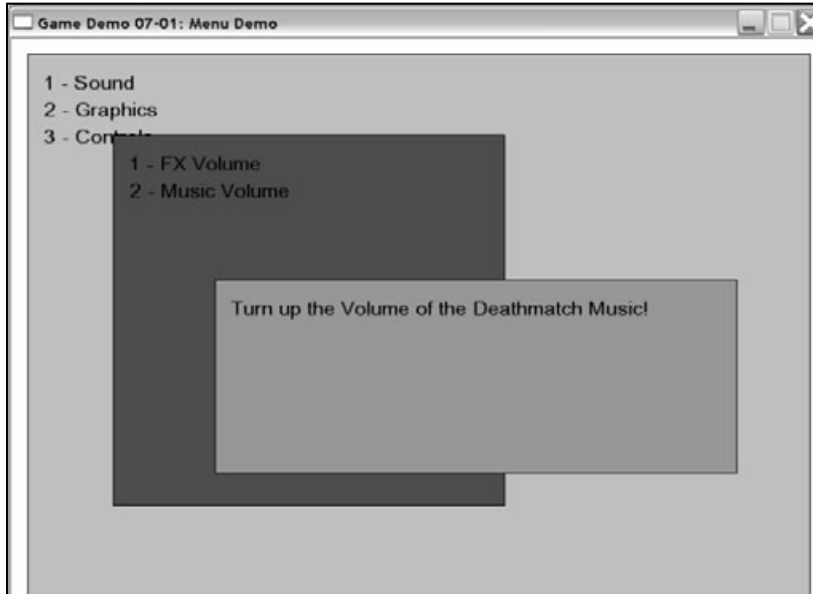 Game Demo 07-01: Menu Demo
1 - Sound
2 - Graphics
3 - Controls
1 - FX Volume
2 - Music Volume
Turn up the Volume of the Deathmatch Music!